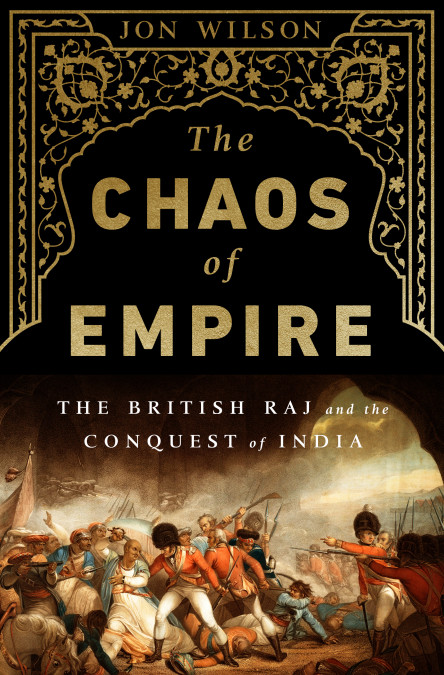 JON WILSON
The
CHAOS
of
EMPIRE
THE BRITISH RAJ and the
CONQUEST of INDIA